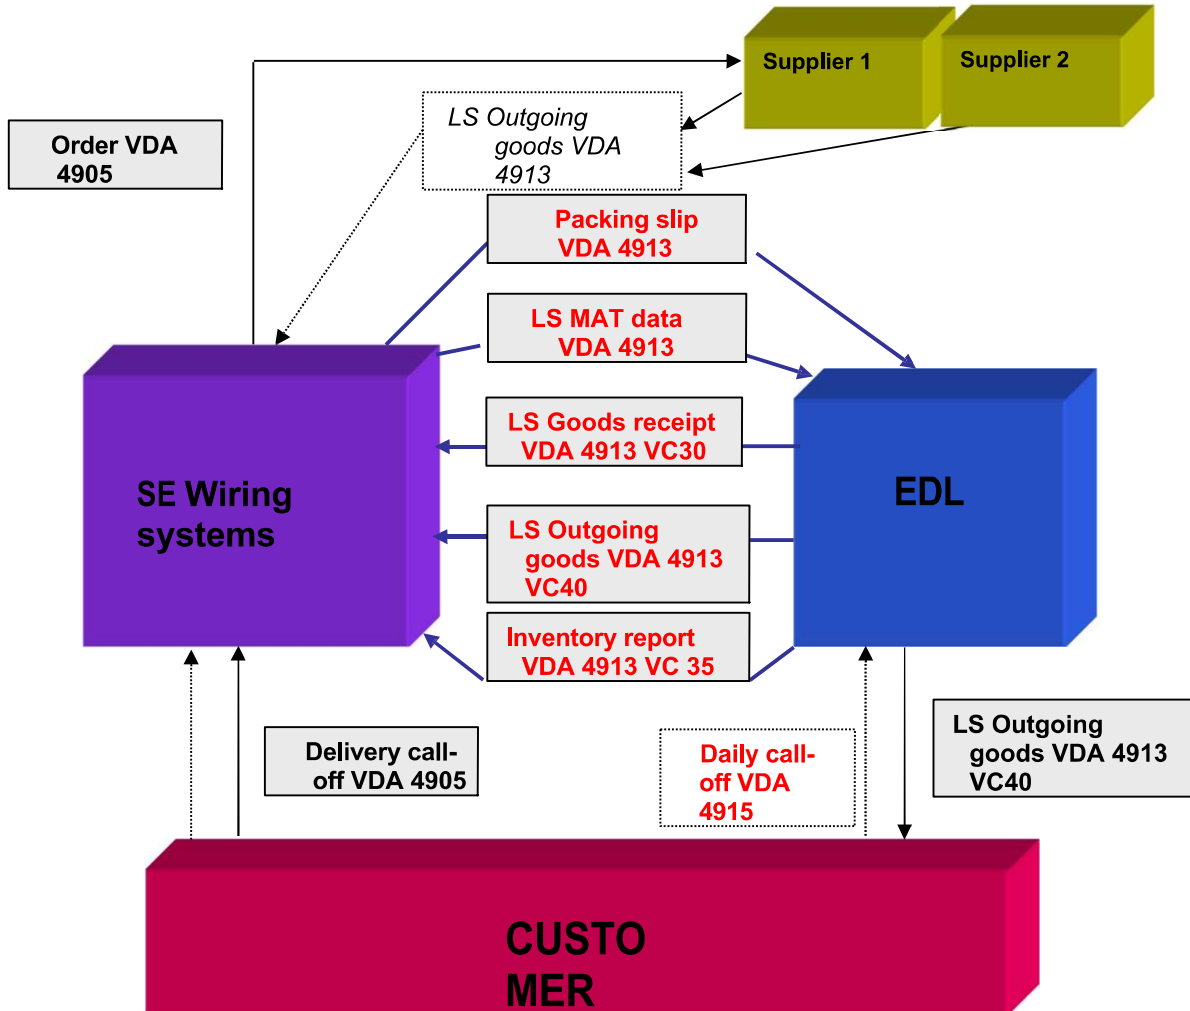 Supplier 1
Supplier 2
LS Outgoing
goods VDA
4913
Order VDA
4905
Packing slip
VDA 4913
LS MAT data
VDA 4913
LS Goods receipt
VDA 4913 VC30
SE Wiring
systems
EDL
LS Outgoing
goods VDA 4913
VC40
Inventory report
VDA 4913 VC 35
Delivery call-
off VDA 4905
Daily call-
off VDA
4915
LS Outgoing
goods VDA 4913
VC40
CUSTO
MER